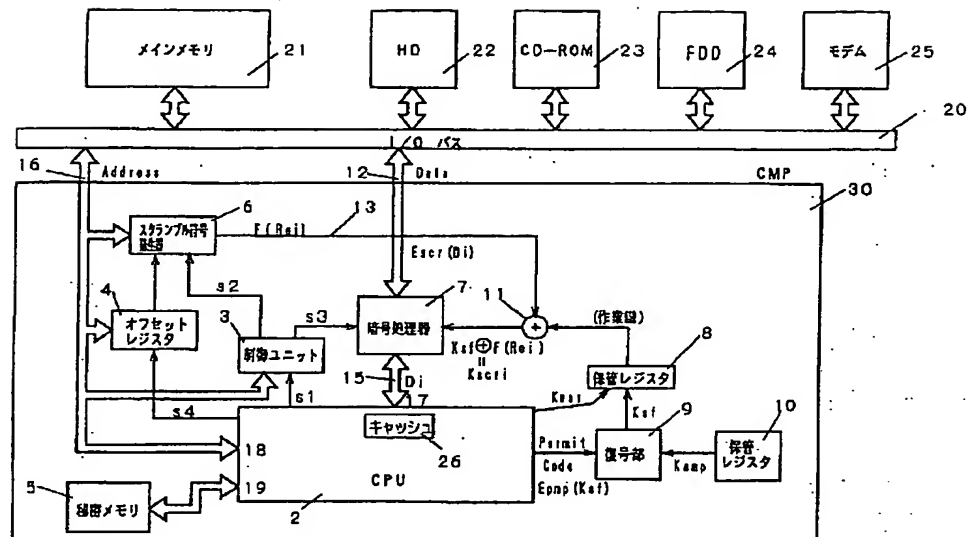 メインメモリ
21
HD
22
CD-ROM
23
FDD
24
モデム
25
20
I/O バス
16
Address
12
Data
CMP
30
6
スクランブル符号
発生器
F(Rei)
13
Escr(Di)
s2
4
オフセット
レジスタ
3
制御ユニット
s3
7
暗号処理器
11
(作業鍵)
Ksf⊕F(Rei)
=
Kscri
8
保管レジスタ
15
Di
17
s4
s1
Ksf
9
10
キャッシュ
26
CPU
Permit
Code
復号部
保管
レジスタ
18
19
Epmp(Ksf)
5
秘密メモリ
2